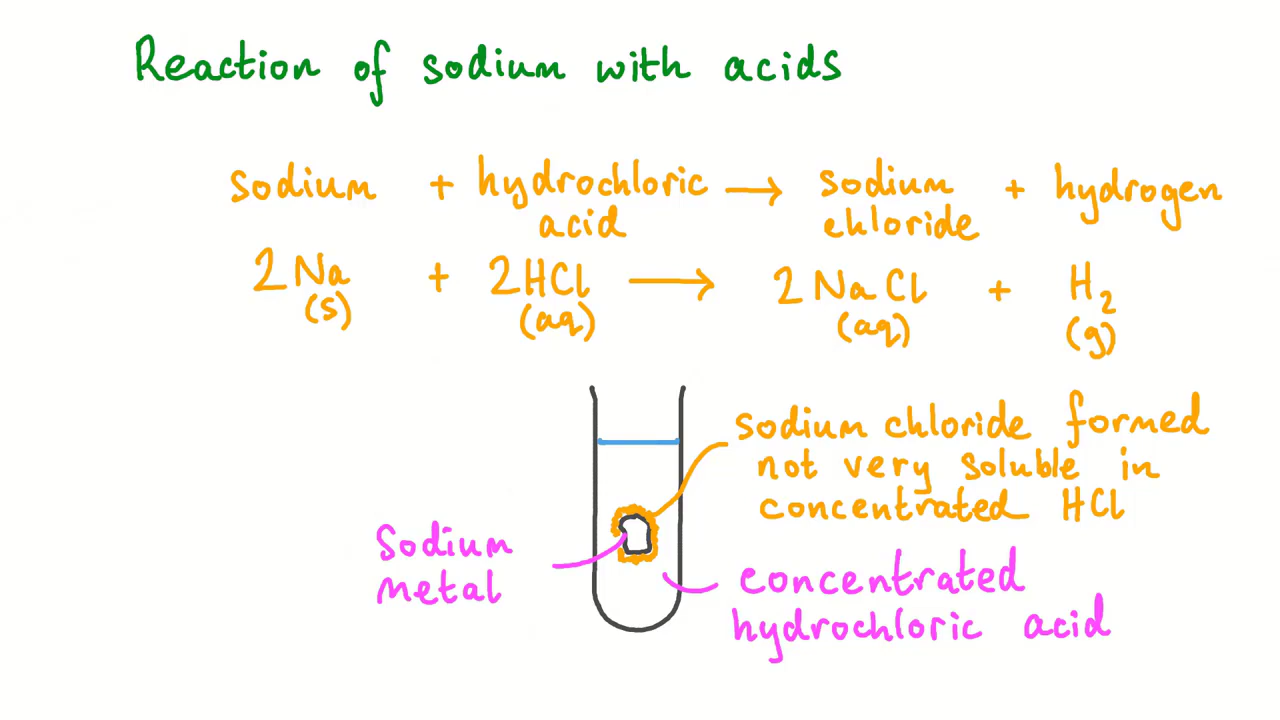 Reaction of sodium with acids
sodium + hydrochloric acid → sodium chloride + hydrogen
2Na (s) + 2HCl (aq) → 2NaCl (aq) + H₂ (g)
sodium chloride formed
not very soluble in
concentrated HCl
Sodium
metal
concentrated
hydrochloric acid